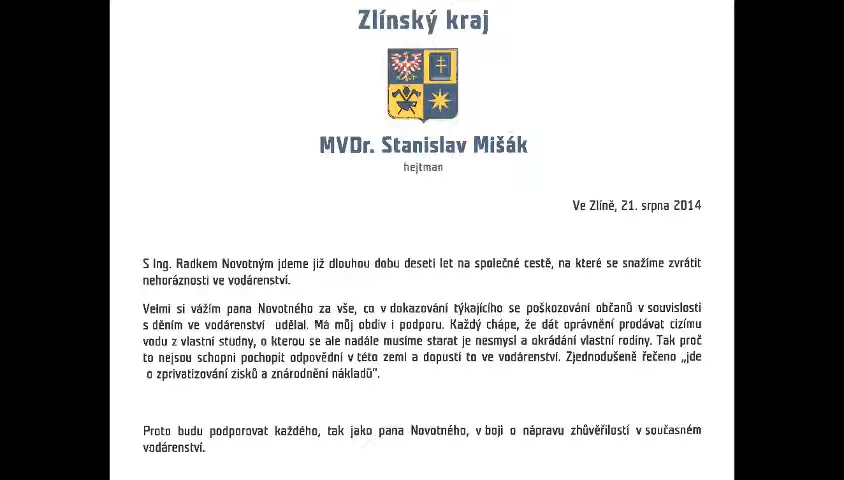 Zlínský kraj
MVDr. Stanislav Mišák
hejtman
Ve Zlíně, 21. srpna 2014
S Ing. Radkem Novotným jdeme již dlouhou dobu deseti let na společné cestě, na které se snažíme zvrátit
nehoráznosti ve vodárenství.
Velmi si vážím pana Novotného za vše, co v dokazování týkajícího se poškozování občanů v souvislosti
s děním ve vodárenství udělal. Má můj obdiv i podporu. Každý chápe, že dát oprávnění prodávat cizímu
vodu z vlastní studny, o kterou se ale nadále musíme starat je nesmysl a okrádání vlastní rodiny. Tak proč
to nejsou schopni pochopit odpovědní v této zemi a dopustí to ve vodárenství. Zjednodušeně řečeno „jde
o zprivatizování zisků a znárodnění nákladů".
Proto budu podporovat každého, tak jako pana Novotného, v boji o nápravu zhůvěřilostí v současném
vodárenství.